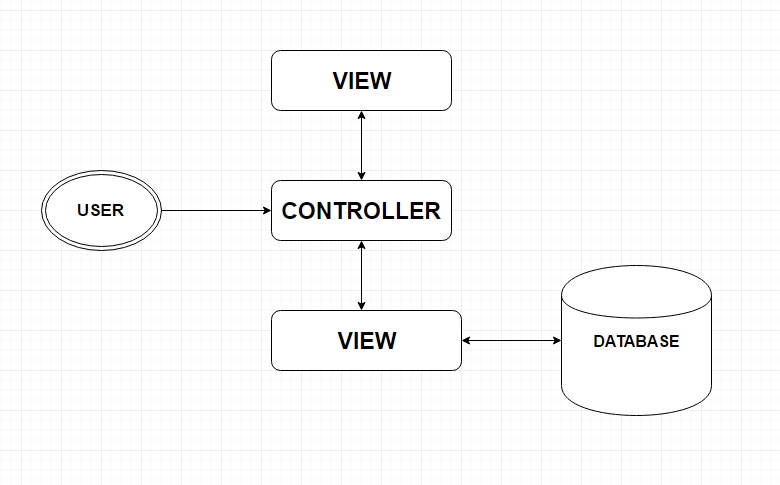 VIEW
USER
CONTROLLER
VIEW
DATABASE